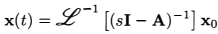 𝐱(t) = ℒ⁻¹ [(s𝐈 − 𝐀)⁻¹] 𝐱₀